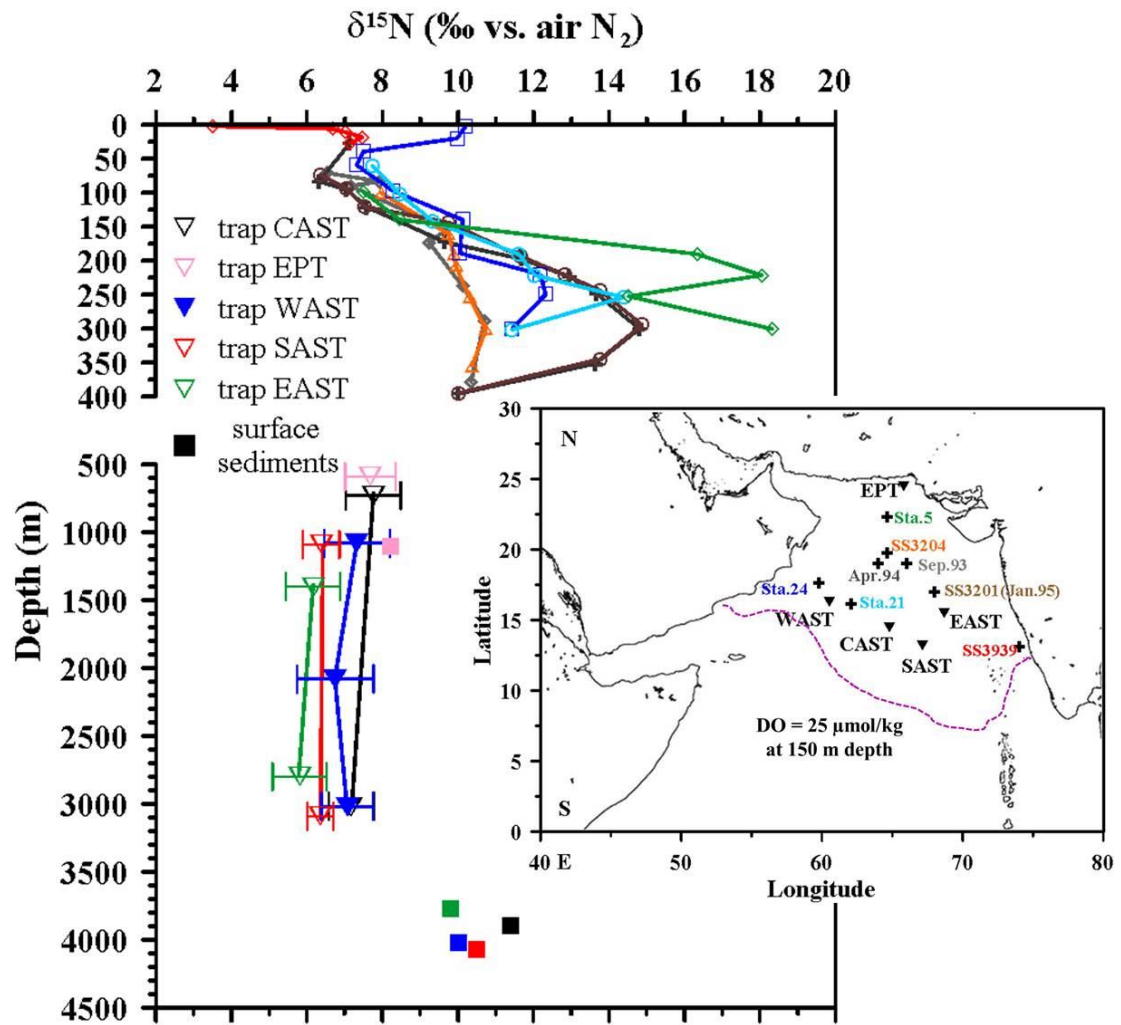 δ¹⁵N (‰ vs. air N₂)
2 4 6 8 10 12 14 16 18 20
0
50
100
150
200
250
300
350
400
trap CAST
trap EPT
trap WAST
trap SAST
trap EAST
surface
sediments
500
1000
1500
2000
2500
3000
3500
4000
4500
Depth (m)
30
25
20
15
10
5
0
Latitude
N
EPT
Sta.5
SS3204
Apr.94
Sep.93
Sta.24
SS3201(Jan.95)
Sta.21
WAST
EAST
CAST
SS3939
SAST
DO = 25 µmol/kg
at 150 m depth
S
40 E 50 60 70 80
Longitude